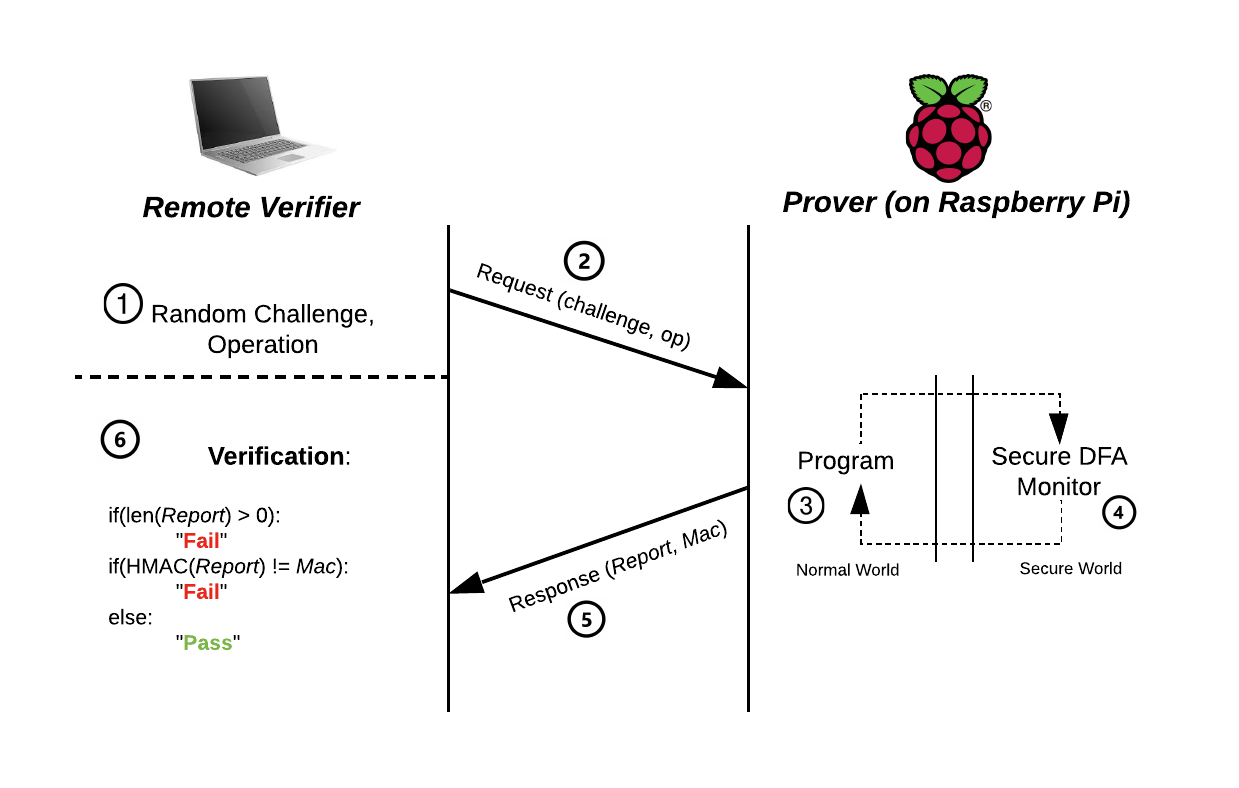 ®
Remote Verifier
Prover (on Raspberry Pi)
1
Random Challenge,
Operation
2
Request (challenge, op)
6
Verification:
if(len(Report) > 0):
"Fail"
if(HMAC(Report) != Mac):
"Fail"
else:
"Pass"
Response (Report, Mac)
5
Program
3
Normal World
Secure DFA
Monitor
4
Secure World